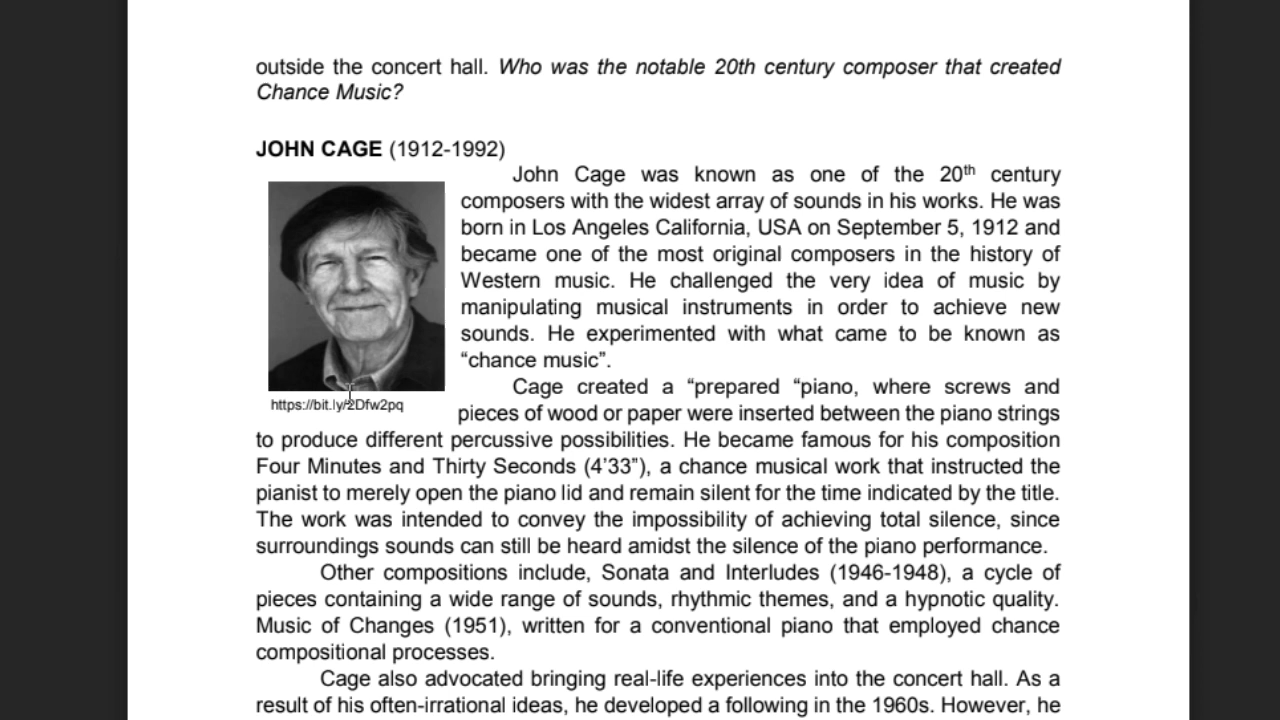 outside the concert hall. Who was the notable 20th century composer that created
Chance Music?
JOHN CAGE (1912-1992)
John Cage was known as one of the 20th century
composers with the widest array of sounds in his works. He was
born in Los Angeles California, USA on September 5, 1912 and
became one of the most original composers in the history of
Western music. He challenged the very idea of music by
manipulating musical instruments in order to achieve new
sounds. He experimented with what came to be known as
“chance music”.
Cage created a “prepared “piano, where screws and
https://bit.ly/2Dfw2pq
pieces of wood or paper were inserted between the piano strings
to produce different percussive possibilities. He became famous for his composition
Four Minutes and Thirty Seconds (4’33”), a chance musical work that instructed the
pianist to merely open the piano lid and remain silent for the time indicated by the title.
The work was intended to convey the impossibility of achieving total silence, since
surroundings sounds can still be heard amidst the silence of the piano performance.
Other compositions include, Sonata and Interludes (1946-1948), a cycle of
pieces containing a wide range of sounds, rhythmic themes, and a hypnotic quality.
Music of Changes (1951), written for a conventional piano that employed chance
compositional processes.
Cage also advocated bringing real-life experiences into the concert hall. As a
result of his often-irrational ideas, he developed a following in the 1960s. However, he